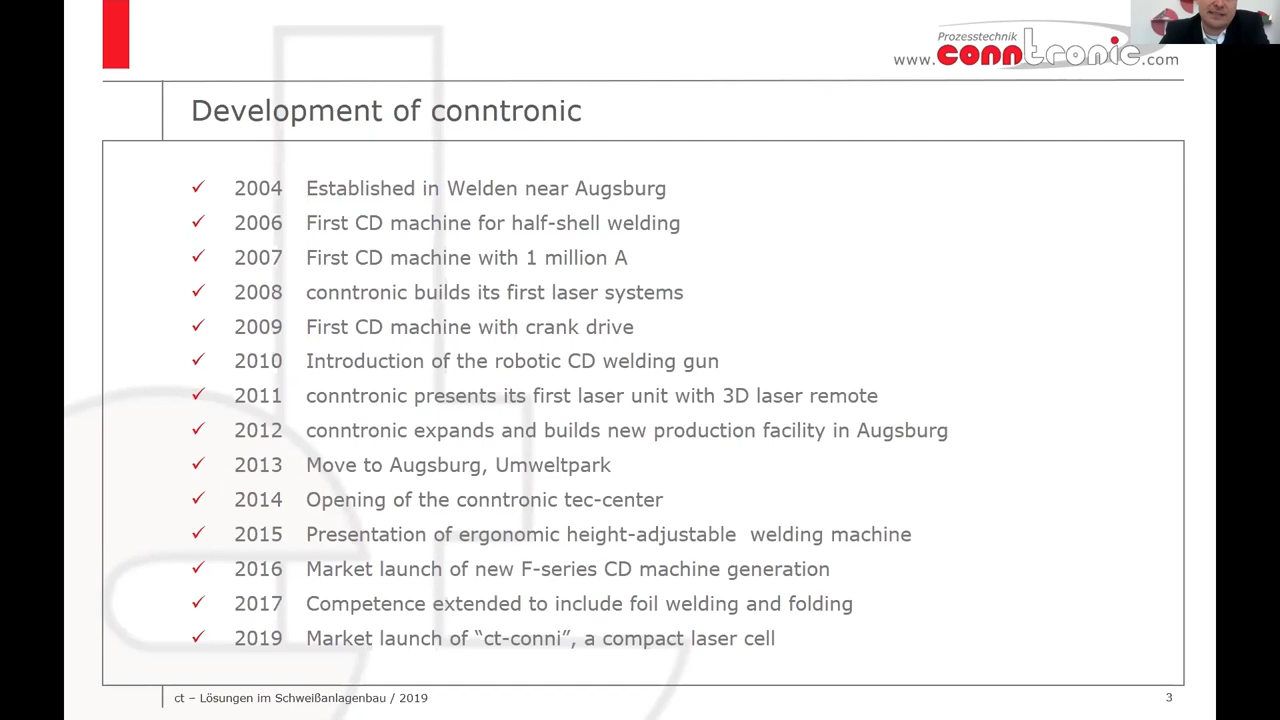 Prozesstechnik
www.conntronic.com
Development of conntronic
✓ 2004 Established in Welden near Augsburg
✓ 2006 First CD machine for half-shell welding
✓ 2007 First CD machine with 1 million A
✓ 2008 conntronic builds its first laser systems
✓ 2009 First CD machine with crank drive
✓ 2010 Introduction of the robotic CD welding gun
✓ 2011 conntronic presents its first laser unit with 3D laser remote
✓ 2012 conntronic expands and builds new production facility in Augsburg
✓ 2013 Move to Augsburg, Umweltpark
✓ 2014 Opening of the conntronic tec-center
✓ 2015 Presentation of ergonomic height-adjustable  welding machine
✓ 2016 Market launch of new F-series CD machine generation
✓ 2017 Competence extended to include foil welding and folding
✓ 2019 Market launch of “ct-conni”, a compact laser cell
ct – Lösungen im Schweißanlagenbau / 2019
3